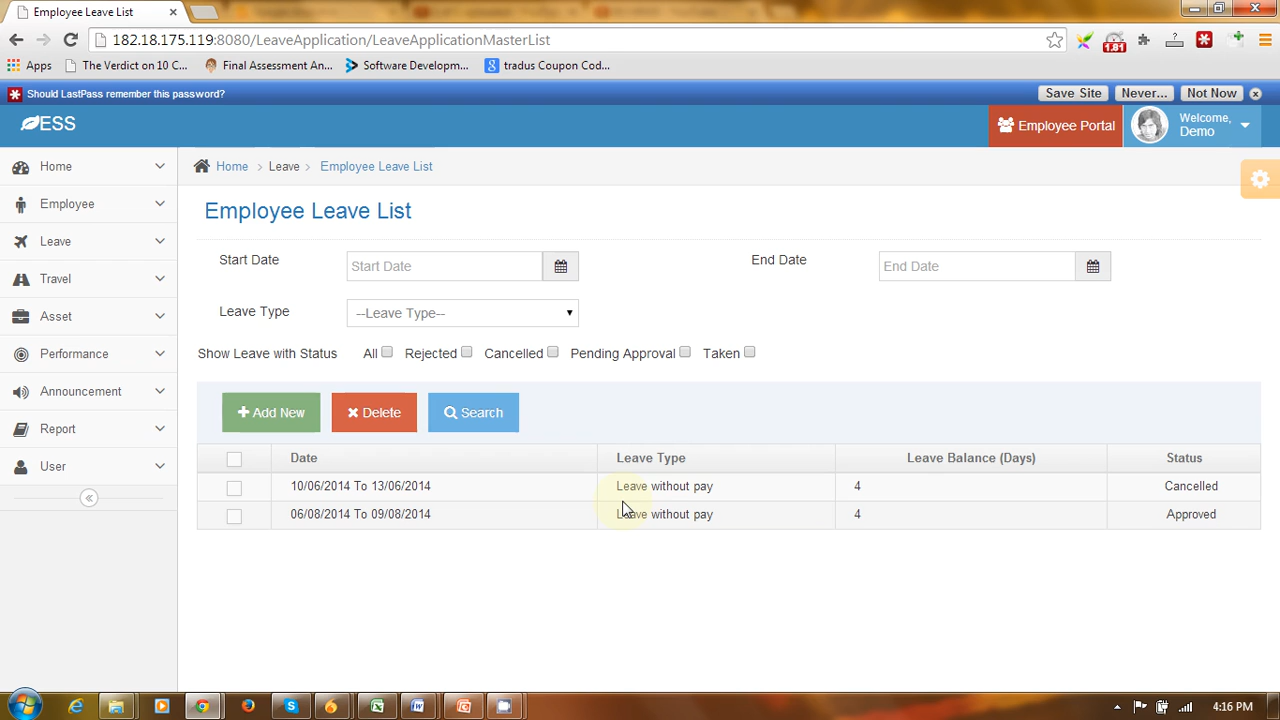 Employee Leave List
182.18.175.119:8080/LeaveApplication/LeaveApplicationMasterList
1.81
Apps The Verdict on 10 C... Final Assessment An... Software Developm... tradus Coupon Cod...
Should LastPass remember this password? Save Site Never... Not Now
ESS Employee Portal Welcome, Demo
Home
Employee
Leave
Travel
Asset
Performance
Announcement
Report
User
Home > Leave > Employee Leave List
Employee Leave List
Start Date Start Date End Date End Date
Leave Type --Leave Type--
Show Leave with Status All Rejected Cancelled Pending Approval Taken
Add New Delete Search
Date Leave Type Leave Balance (Days) Status
10/06/2014 To 13/06/2014 Leave without pay 4 Cancelled
06/08/2014 To 09/08/2014 Leave without pay 4 Approved
4:16 PM